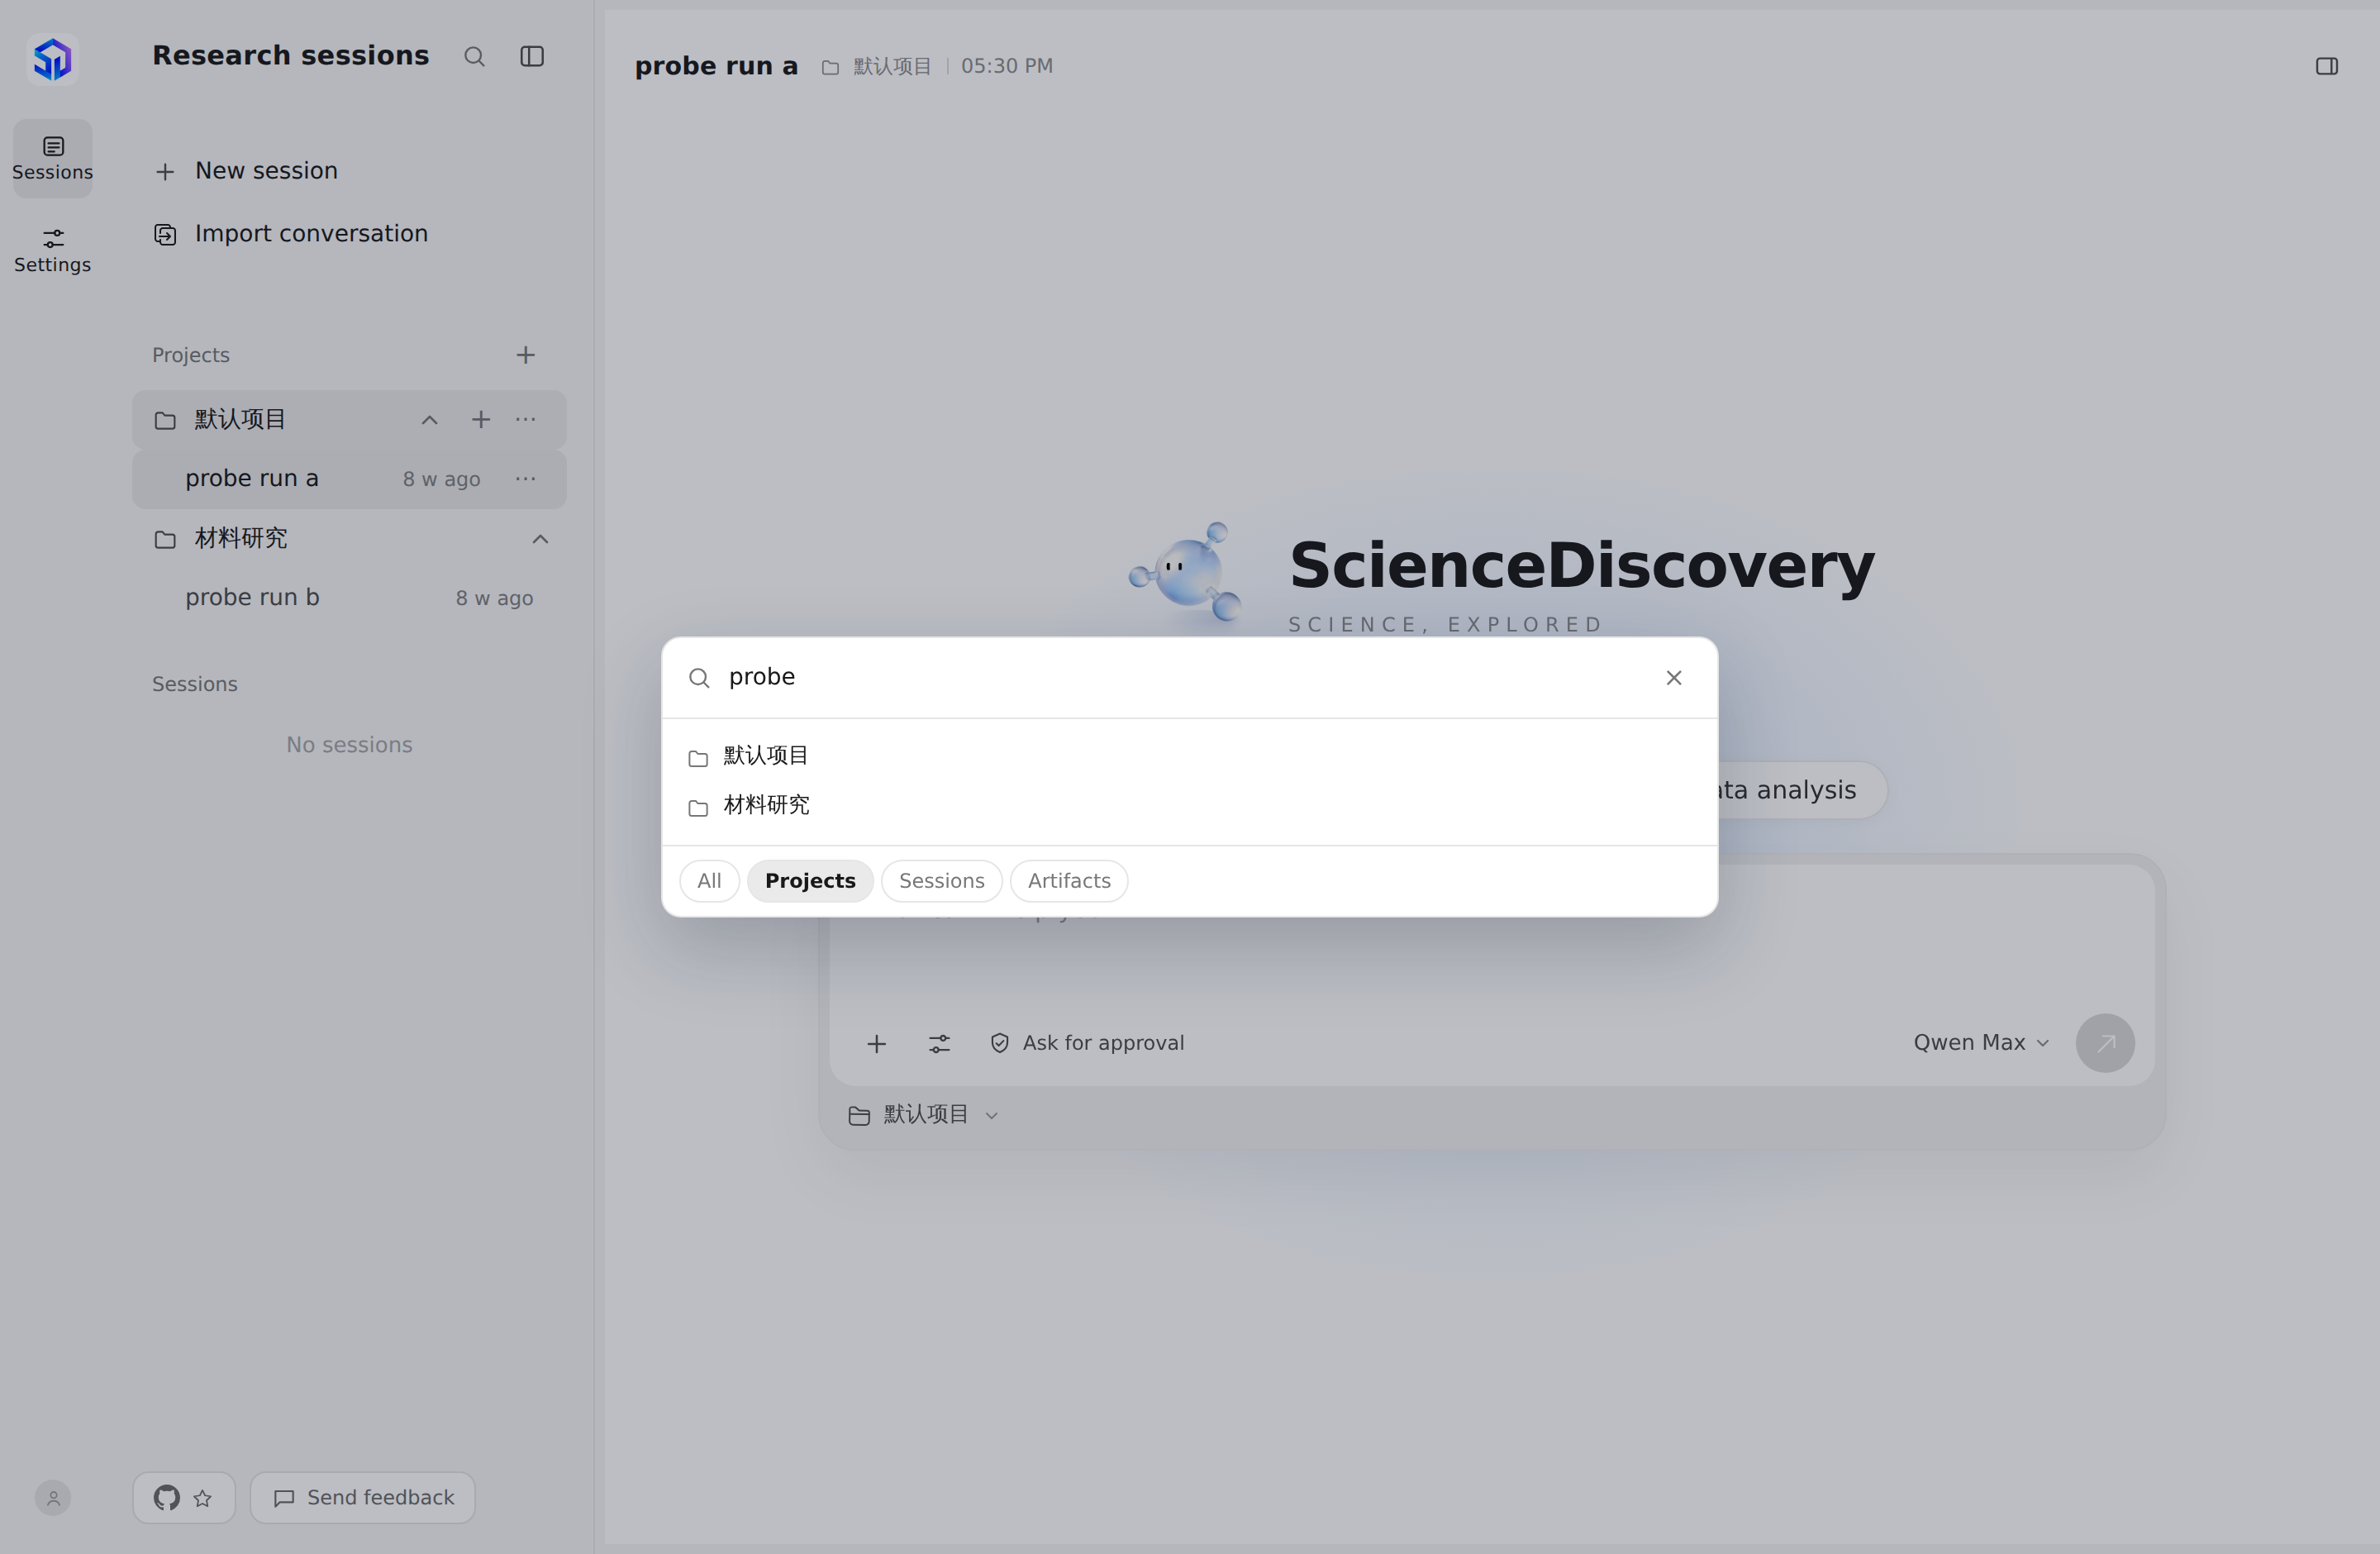 Research sessions
Sessions
Settings
New session
Import conversation
Projects
默认项目
probe run a 8 w ago
材料研究
probe run b 8 w ago
Sessions
No sessions
Send feedback
probe run a 默认项目 05:30 PM
ScienceDiscovery
SCIENCE, EXPLORED
probe
默认项目
材料研究
All Projects Sessions Artifacts
analysis
Ask for approval Qwen Max
默认项目